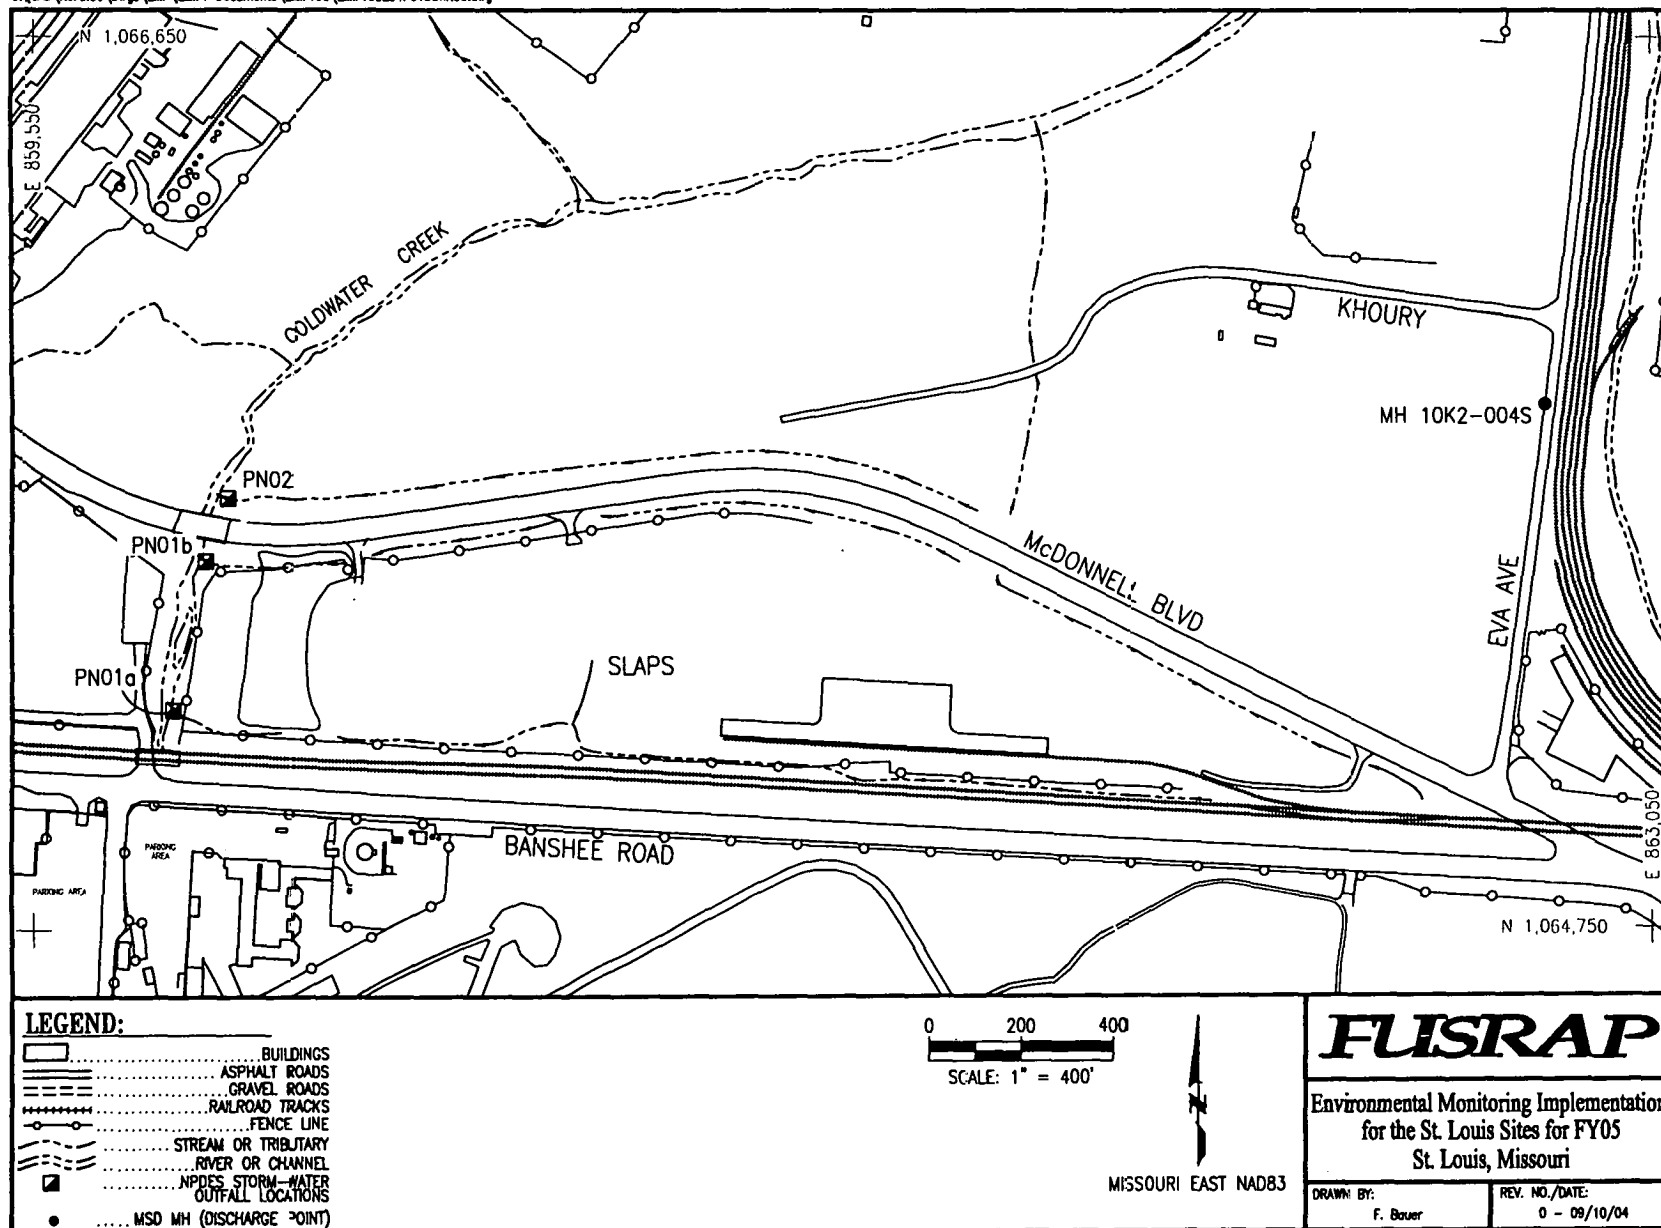 N 1,066,650
E 859,550
COLDWATER CREEK
KHOURY
MH 10K2-004S
PN02
PN01b
McDONNELL BLVD
EVA AVE
PN01a
SLAPS
BANSHEE ROAD
PARKING
AREA
PARKING AREA
E 863,050
N 1,064,750
LEGEND:
BUILDINGS
ASPHALT ROADS
GRAVEL ROADS
RAILROAD TRACKS
FENCE LINE
STREAM OR TRIBUTARY
RIVER OR CHANNEL
NPDES STORM-WATER
OUTFALL LOCATIONS
MSD MH (DISCHARGE POINT)
0 200 400
SCALE: 1" = 400'
N
MISSOURI EAST NAD83
FUSRAP
Environmental Monitoring Implementation
for the St. Louis Sites for FY05
St. Louis, Missouri
DRAWN BY:
F. Bauer
REV. NO./DATE:
0 - 09/10/04